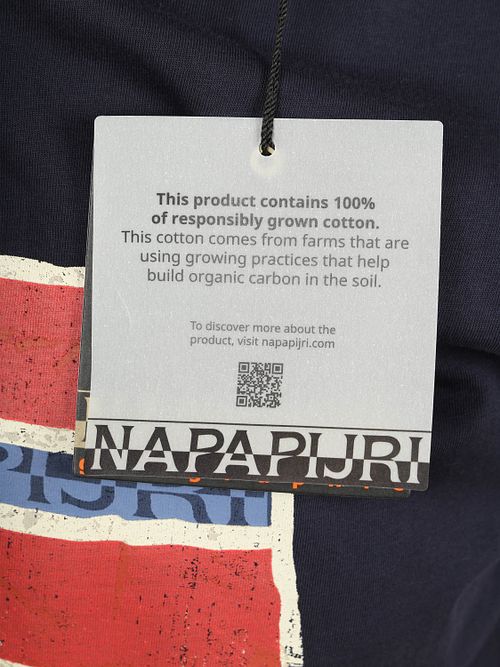 This product contains 100%
of responsibly grown cotton.
This cotton comes from farms that are
using growing practices that help
build organic carbon in the soil.
To discover more about the
product, visit napapijri.com
NAPAPIJRI